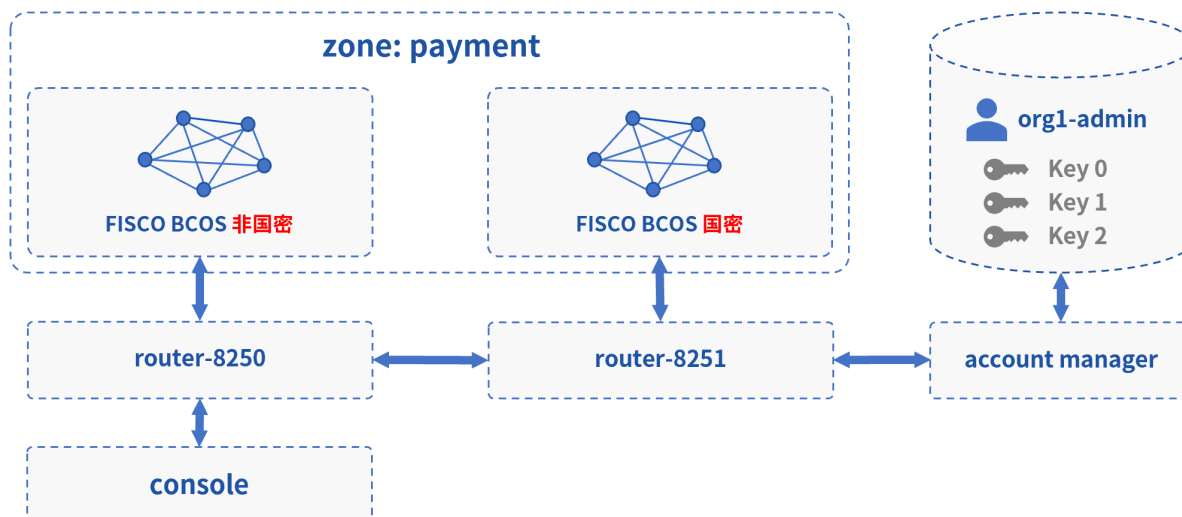 zone: payment
FISCO BCOS 非国密
FISCO BCOS 国密
org1-admin
Key 0
Key 1
Key 2
router-8250
router-8251
account manager
console